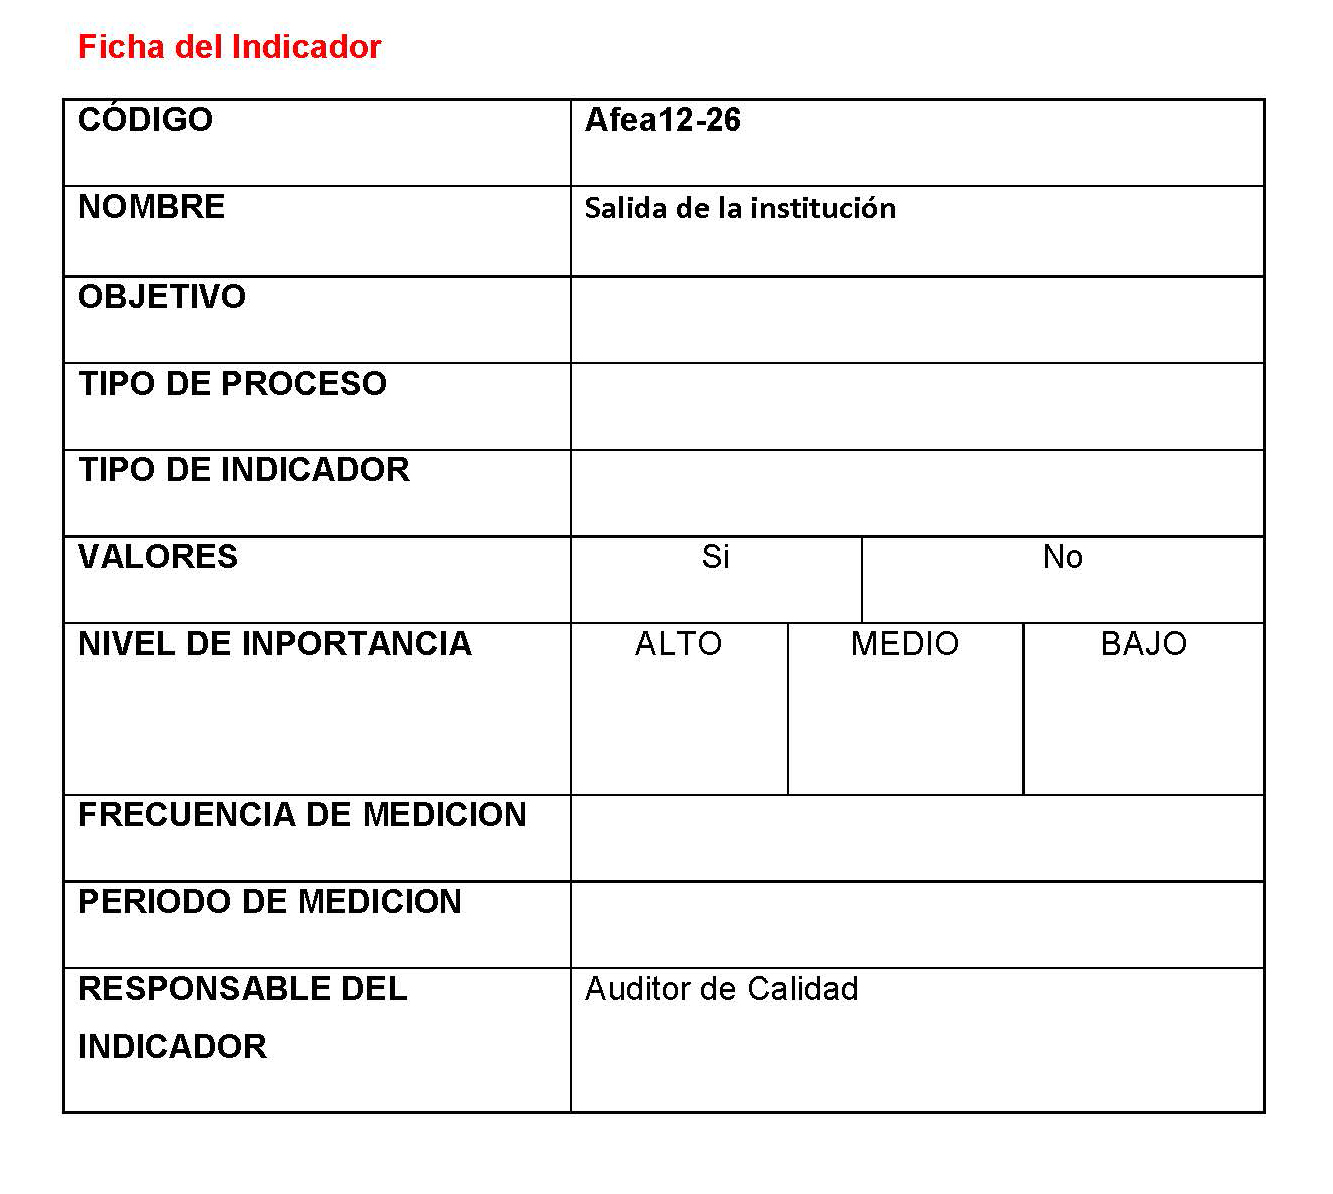 Ficha del Indicador
CÓDIGO Afea12-26
NOMBRE Salida de la institución
OBJETIVO
TIPO DE PROCESO
TIPO DE INDICADOR
VALORES Si No
NIVEL DE INPORTANCIA ALTO MEDIO BAJO
FRECUENCIA DE MEDICION
PERIODO DE MEDICION
RESPONSABLE DEL Auditor de Calidad
INDICADOR